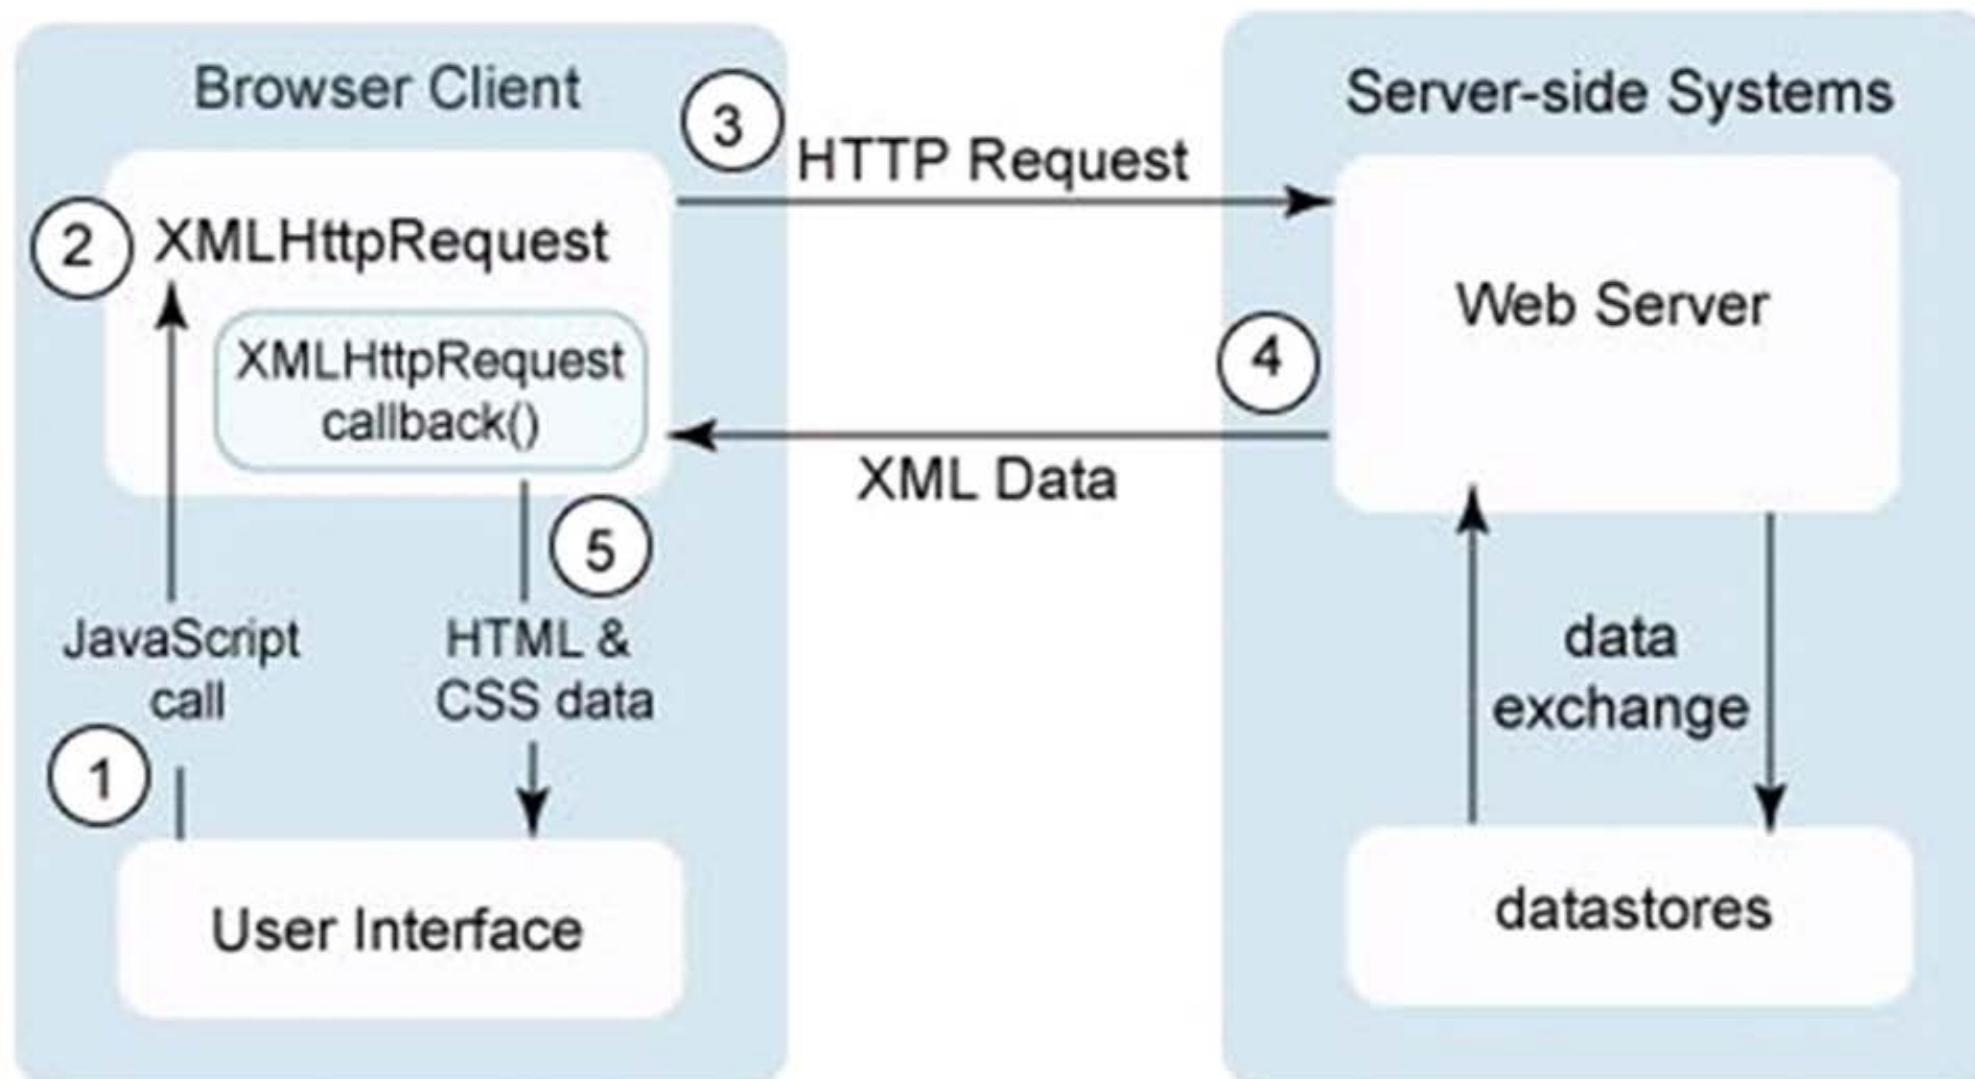 Browser Client
Server-side Systems
3
HTTP Request
2
XMLHttpRequest
Web Server
XMLHttpRequest
callback()
4
XML Data
5
JavaScript
call
HTML &
CSS data
data
exchange
1
User Interface
datastores